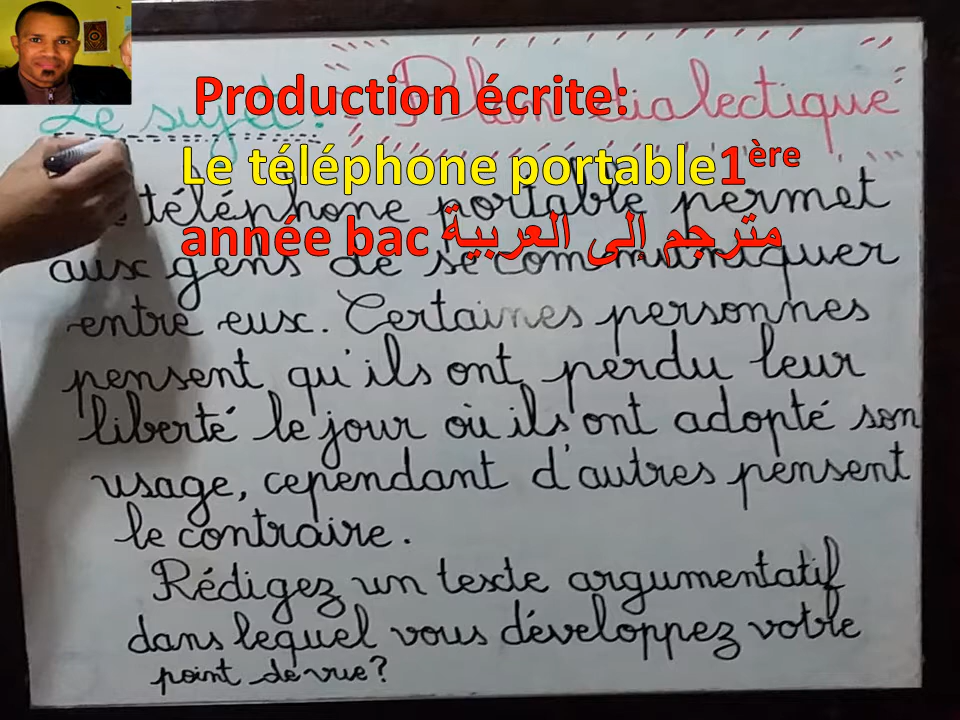 Le sujet: Plan dialectique
Production écrite:
Le téléphone portable 1ère
année bac مترجم إلى العربية
téléphone portable permet
aux gens de se communiquer
entre eux. Certaines personnes
pensent qu'ils ont perdu leur
liberté le jour où ils ont adopté son
usage, cependant d'autres pensent
le contraire.
Rédigez un texte argumentatif
dans lequel vous développez votre
point de vue?